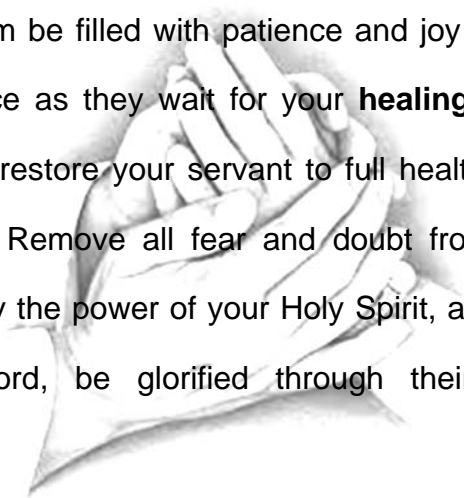 be filled with patience and joy
as they wait for your healing
restore your servant to full
Remove all fear and doubt
the power of your Holy Spirit,
be glorified through